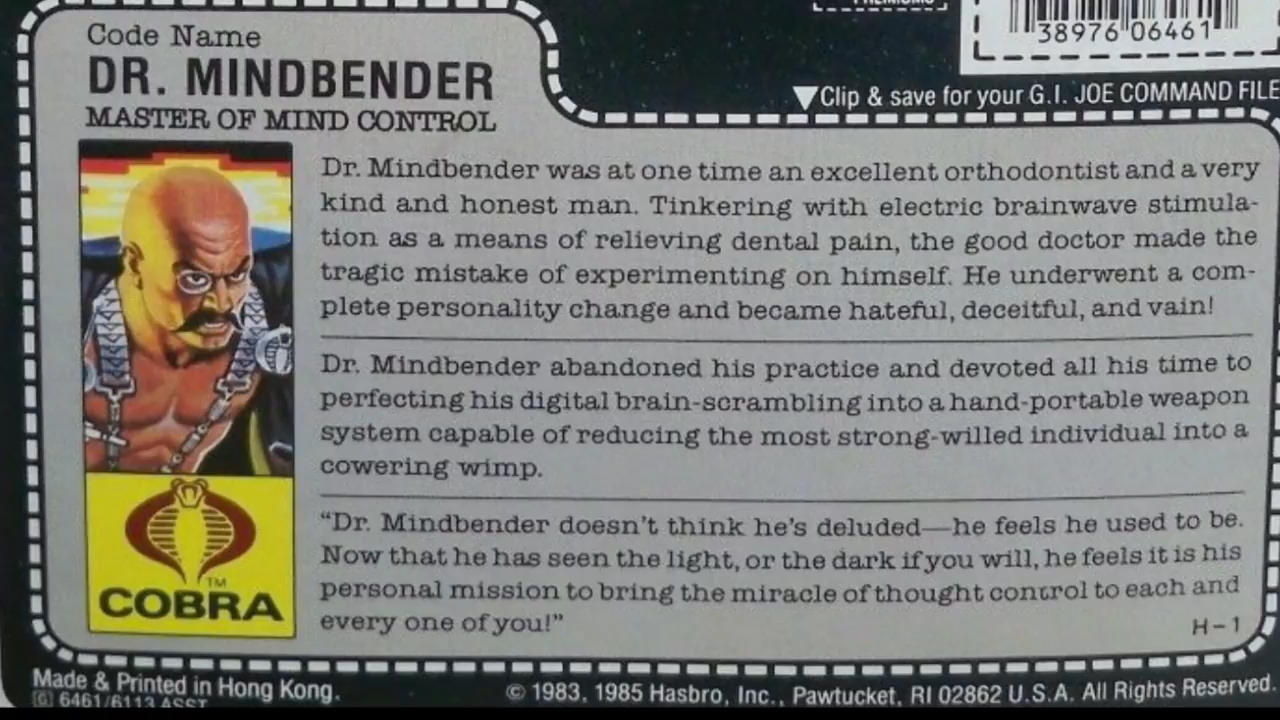 38976 06461
▼Clip & save for your G.I. JOE COMMAND FILE
Code Name
DR. MINDBENDER
MASTER OF MIND CONTROL
Dr. Mindbender was at one time an excellent orthodontist and a very
kind and honest man. Tinkering with electric brainwave stimula-
tion as a means of relieving dental pain, the good doctor made the
tragic mistake of experimenting on himself. He underwent a com-
plete personality change and became hateful, deceitful, and vain!
Dr. Mindbender abandoned his practice and devoted all his time to
perfecting his digital brain-scrambling into a hand-portable weapon
system capable of reducing the most strong-willed individual into a
cowering wimp.
"Dr. Mindbender doesn't think he's deluded—he feels he used to be.
Now that he has seen the light, or the dark if you will, he feels it is his
personal mission to bring the miracle of thought control to each and
every one of you!"
H-1
TM
COBRA
Made & Printed in Hong Kong.
G 6461/6113 ASST
© 1983, 1985 Hasbro, Inc., Pawtucket, RI 02862 U.S.A. All Rights Reserved.